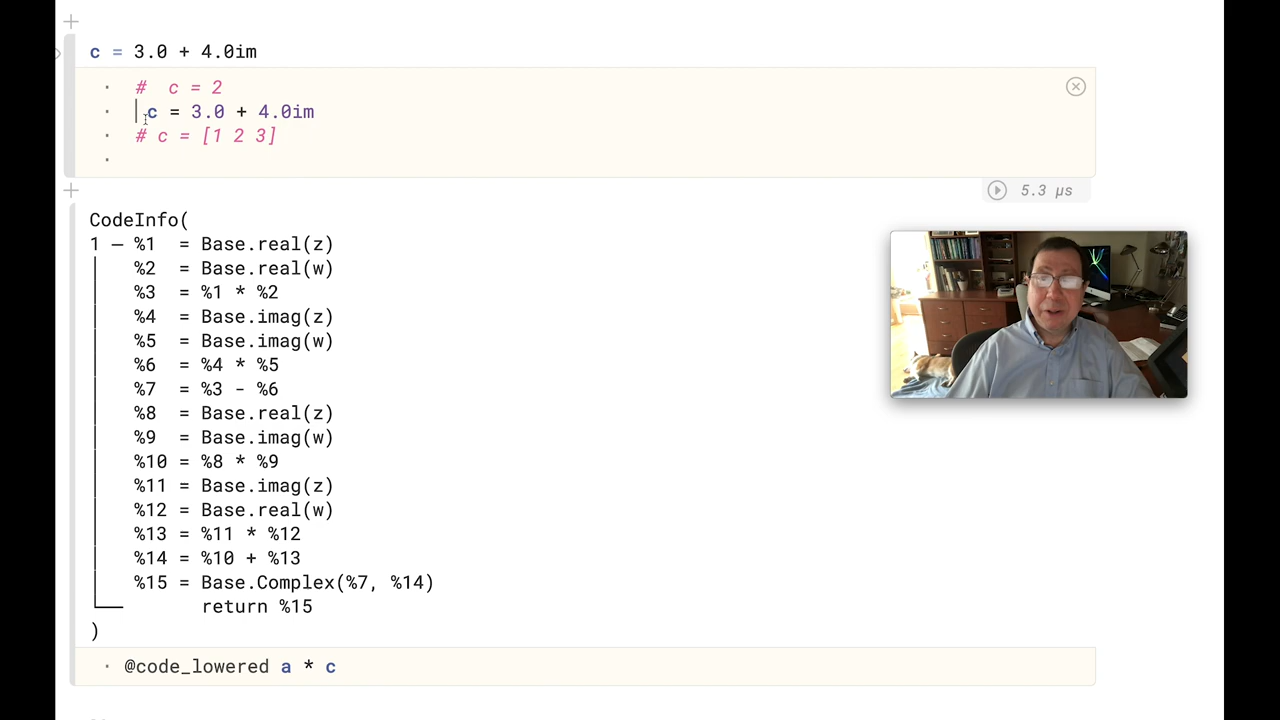 c = 3.0 + 4.0im
# c = 2
c = 3.0 + 4.0im
# c = [1 2 3]
5.3 μs
CodeInfo(
1 ─ %1 = Base.real(z)
│ %2 = Base.real(w)
│ %3 = %1 * %2
│ %4 = Base.imag(z)
│ %5 = Base.imag(w)
│ %6 = %4 * %5
│ %7 = %3 - %6
│ %8 = Base.real(z)
│ %9 = Base.imag(w)
│ %10 = %8 * %9
│ %11 = Base.imag(z)
│ %12 = Base.real(w)
│ %13 = %11 * %12
│ %14 = %10 + %13
│ %15 = Base.Complex(%7, %14)
└── return %15
)
@code_lowered a * c